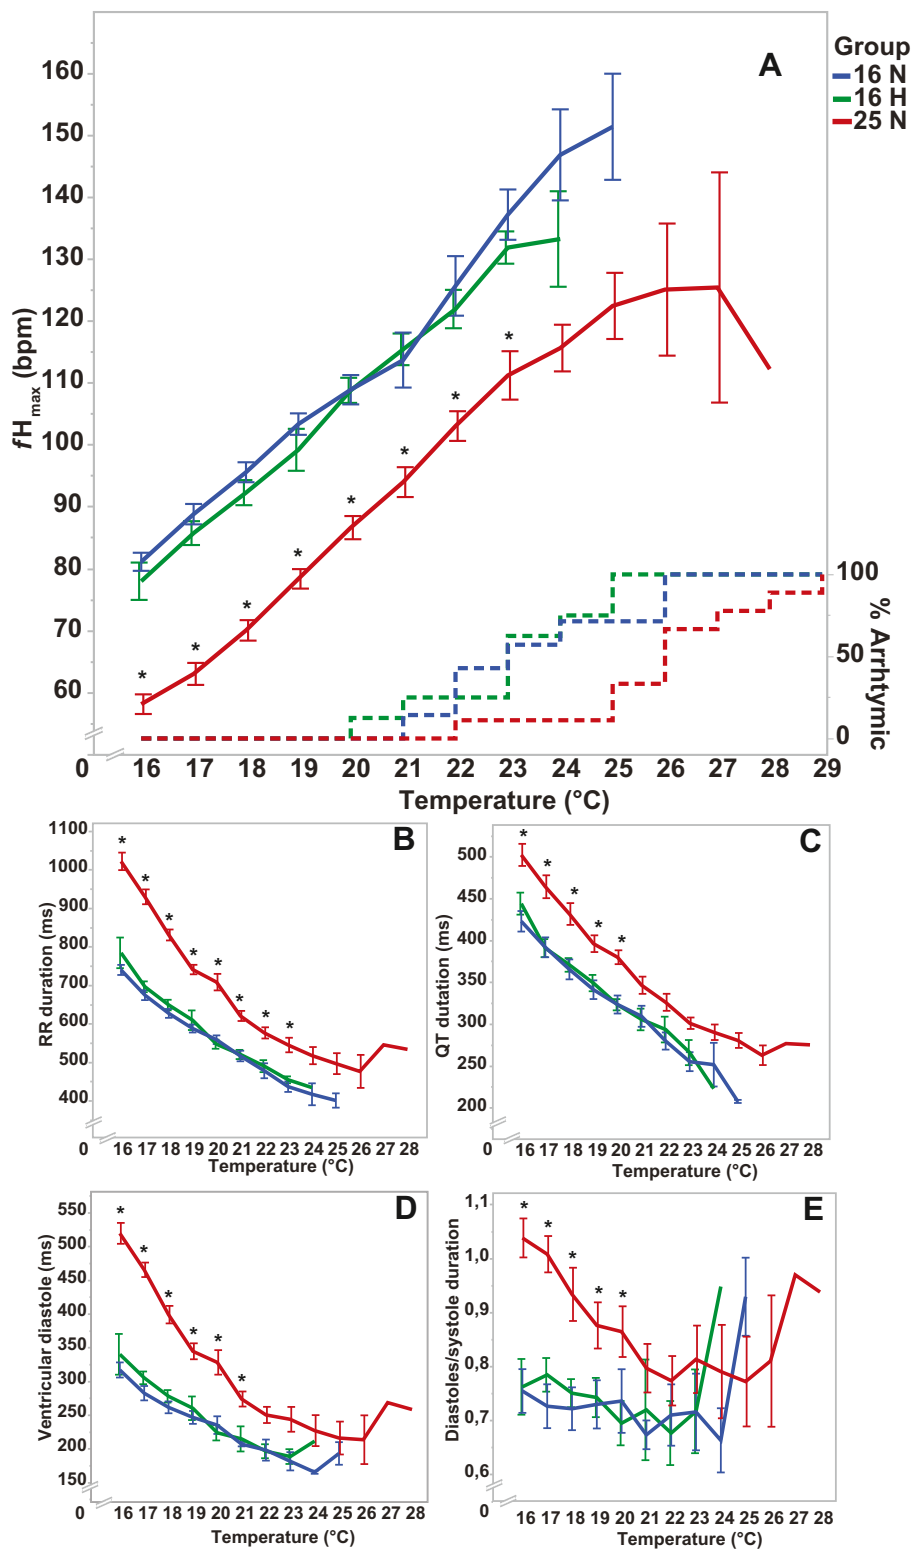 A
Group
16 N
16 H
25 N
160
150
140
130
120
110
100
90
80
70
60
0
fHmax (bpm)
* * * * * * * *
100
50
0
% Arrhtymic
16 17 18 19 20 21 22 23 24 25 26 27 28 29
Temperature (°C)
B
1100
1000
900
800
700
600
500
400
0
RR duration (ms)
* * * * * * * *
16 17 18 19 20 21 22 23 24 25 26 27 28
Temperature (°C)
C
500
450
400
350
300
250
200
0
QT dutation (ms)
* * * * *
16 17 18 19 20 21 22 23 24 25 26 27 28
Temperature (°C)
D
550
500
450
400
350
300
250
200
150
0
Ventricular diastole (ms)
* * * * * *
16 17 18 19 20 21 22 23 24 25 26 27 28
Temperature (°C)
E
1,1
1,0
0,9
0,8
0,7
0,6
0
Diastoles/systole duration
* * * * *
16 17 18 19 20 21 22 23 24 25 26 27 28
Temperature (°C)